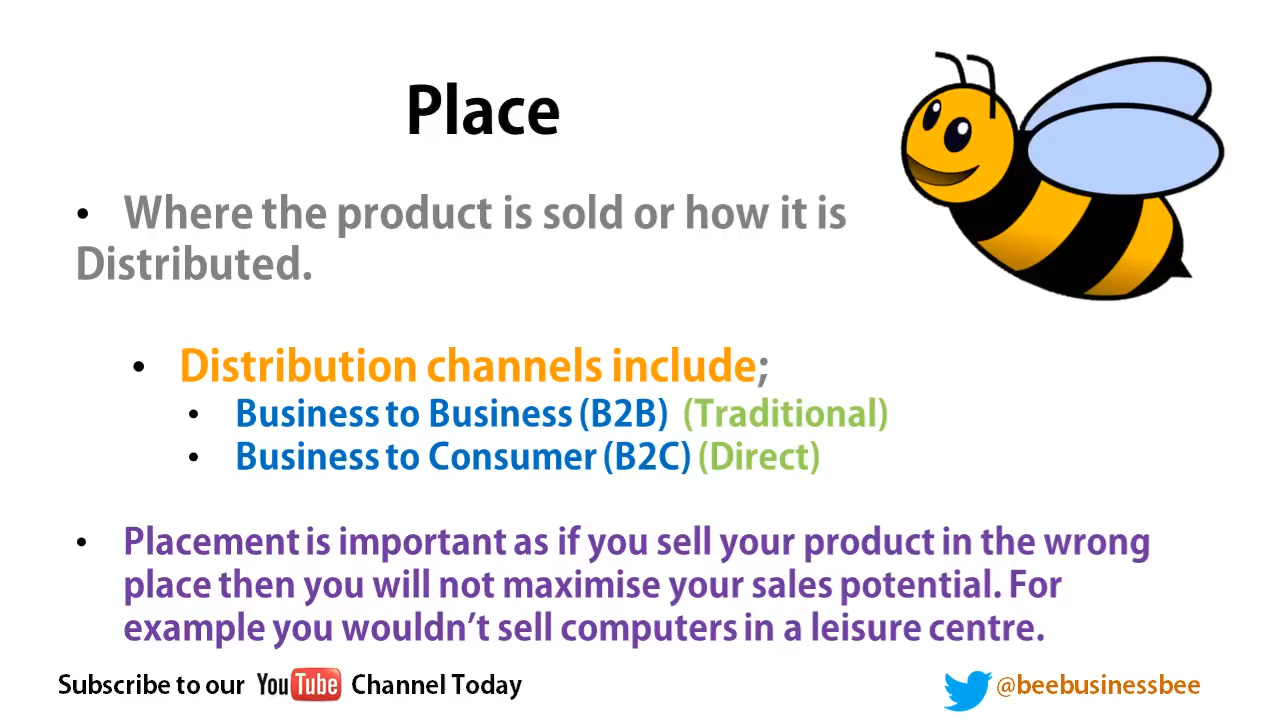 Place
• Where the product is sold or how it is
Distributed.
• Distribution channels include;
• Business to Business (B2B) (Traditional)
• Business to Consumer (B2C) (Direct)
• Placement is important as if you sell your product in the wrong
place then you will not maximise your sales potential. For
example you wouldn’t sell computers in a leisure centre.
Subscribe to our YouTube Channel Today
@beebusinessbee